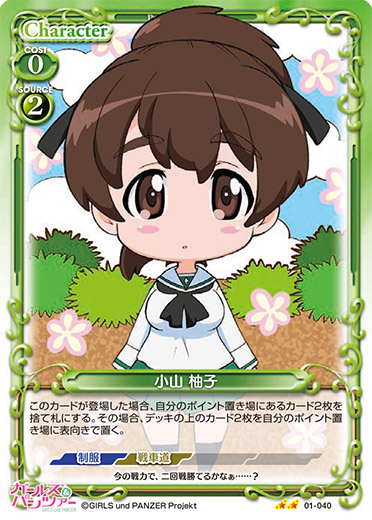 Character
COST
0
SOURCE
2
小山 柚子
このカードが登場した場合、自分のポイント置き場にあるカード2枚を
捨て札にする。その場合、デッキの上のカード2枚を自分のポイント置
き場に表向きで置く。
制服 戦車道
今の戦力で、二回戦勝てるかなぁ……?
ガールズ&パンツァー
GIRLS und PANZER
©GIRLS und PANZER Projekt
01-040